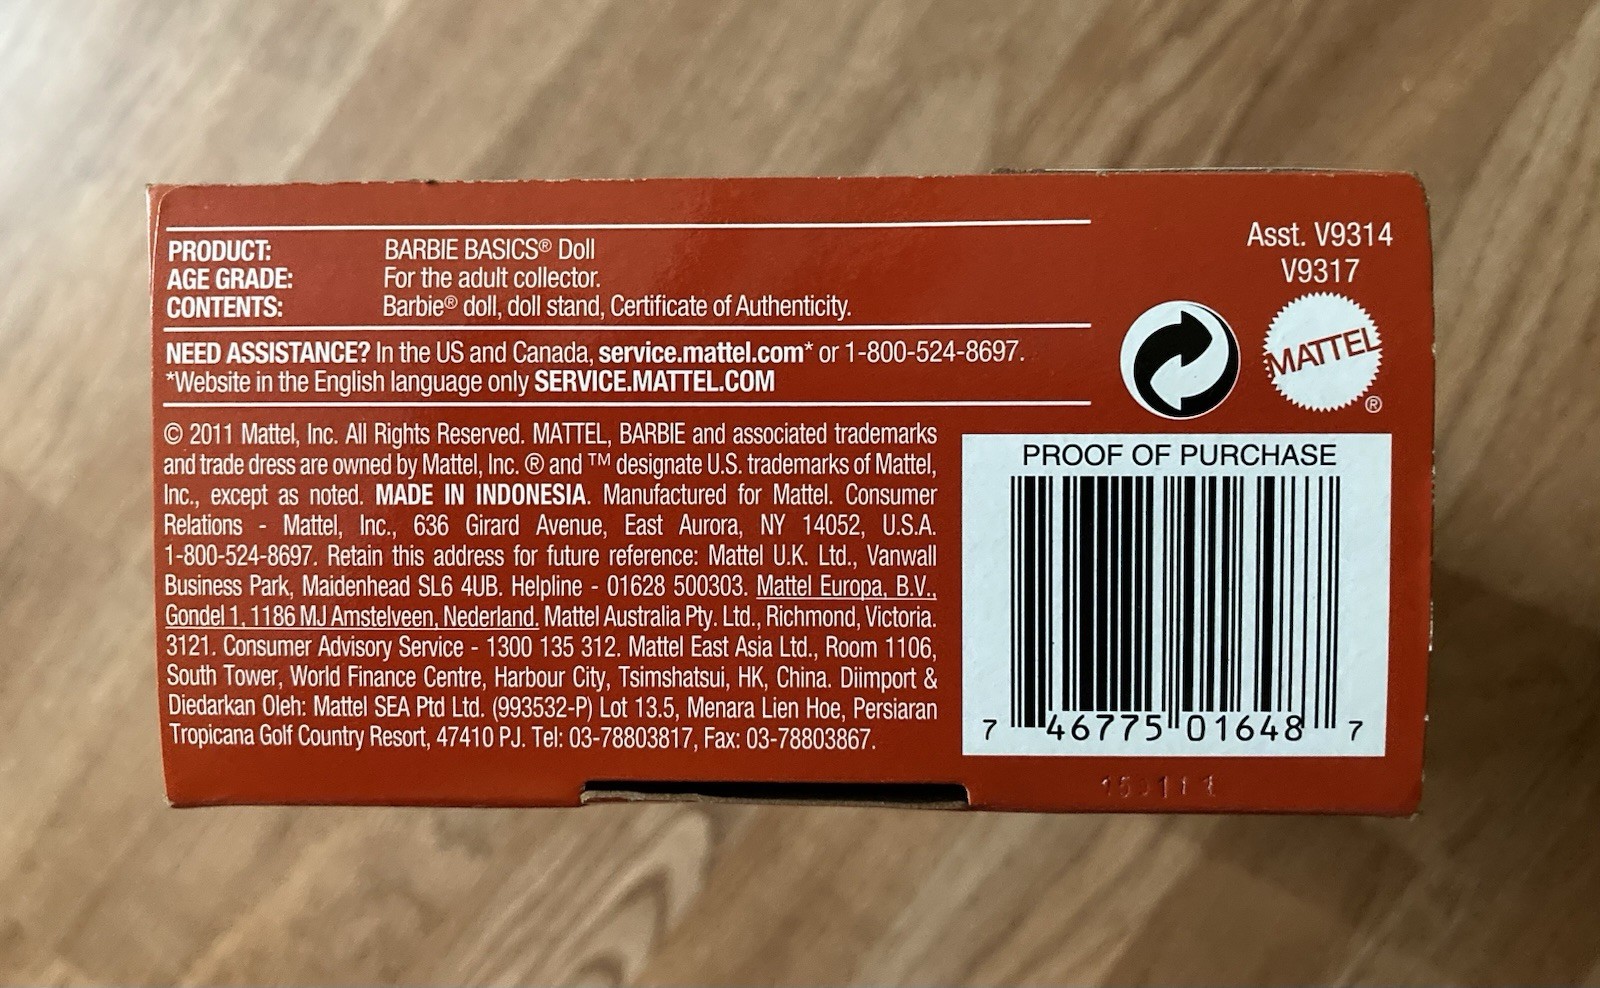 PRODUCT: BARBIE BASICS® Doll
AGE GRADE: For the adult collector.
CONTENTS: Barbie® doll, doll stand, Certificate of Authenticity.
NEED ASSISTANCE? In the US and Canada, service.mattel.com* or 1-800-524-8697.
*Website in the English language only SERVICE.MATTEL.COM
© 2011 Mattel, Inc. All Rights Reserved. MATTEL, BARBIE and associated trademarks
and trade dress are owned by Mattel, Inc. ® and ™ designate U.S. trademarks of Mattel,
Inc., except as noted. MADE IN INDONESIA. Manufactured for Mattel. Consumer
Relations - Mattel, Inc., 636 Girard Avenue, East Aurora, NY 14052, U.S.A.
1-800-524-8697. Retain this address for future reference: Mattel U.K. Ltd., Vanwall
Business Park, Maidenhead SL6 4UB. Helpline - 01628 500303. Mattel Europa, B.V.,
Gondel 1, 1186 MJ Amstelveen, Nederland. Mattel Australia Pty. Ltd., Richmond, Victoria.
3121. Consumer Advisory Service - 1300 135 312. Mattel East Asia Ltd., Room 1106,
South Tower, World Finance Centre, Harbour City, Tsimshatsui, HK, China. Diimport &
Diedarkan Oleh: Mattel SEA Ptd Ltd. (993532-P) Lot 13.5, Menara Lien Hoe, Persiaran
Tropicana Golf Country Resort, 47410 PJ. Tel: 03-78803817, Fax: 03-78803867.
Asst. V9314
V9317
MATTEL
®
PROOF OF PURCHASE
7 46775 01648 7